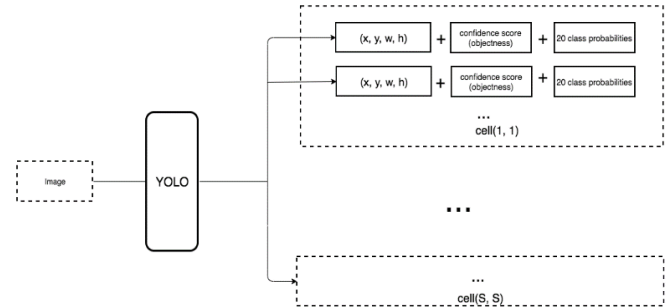 (x, y, w, h) + confidence score (objectness) + 20 class probabilities
(x, y, w, h) + confidence score (objectness) + 20 class probabilities
...
cell(1, 1)
Image
YOLO
...
...
cell(S, S)